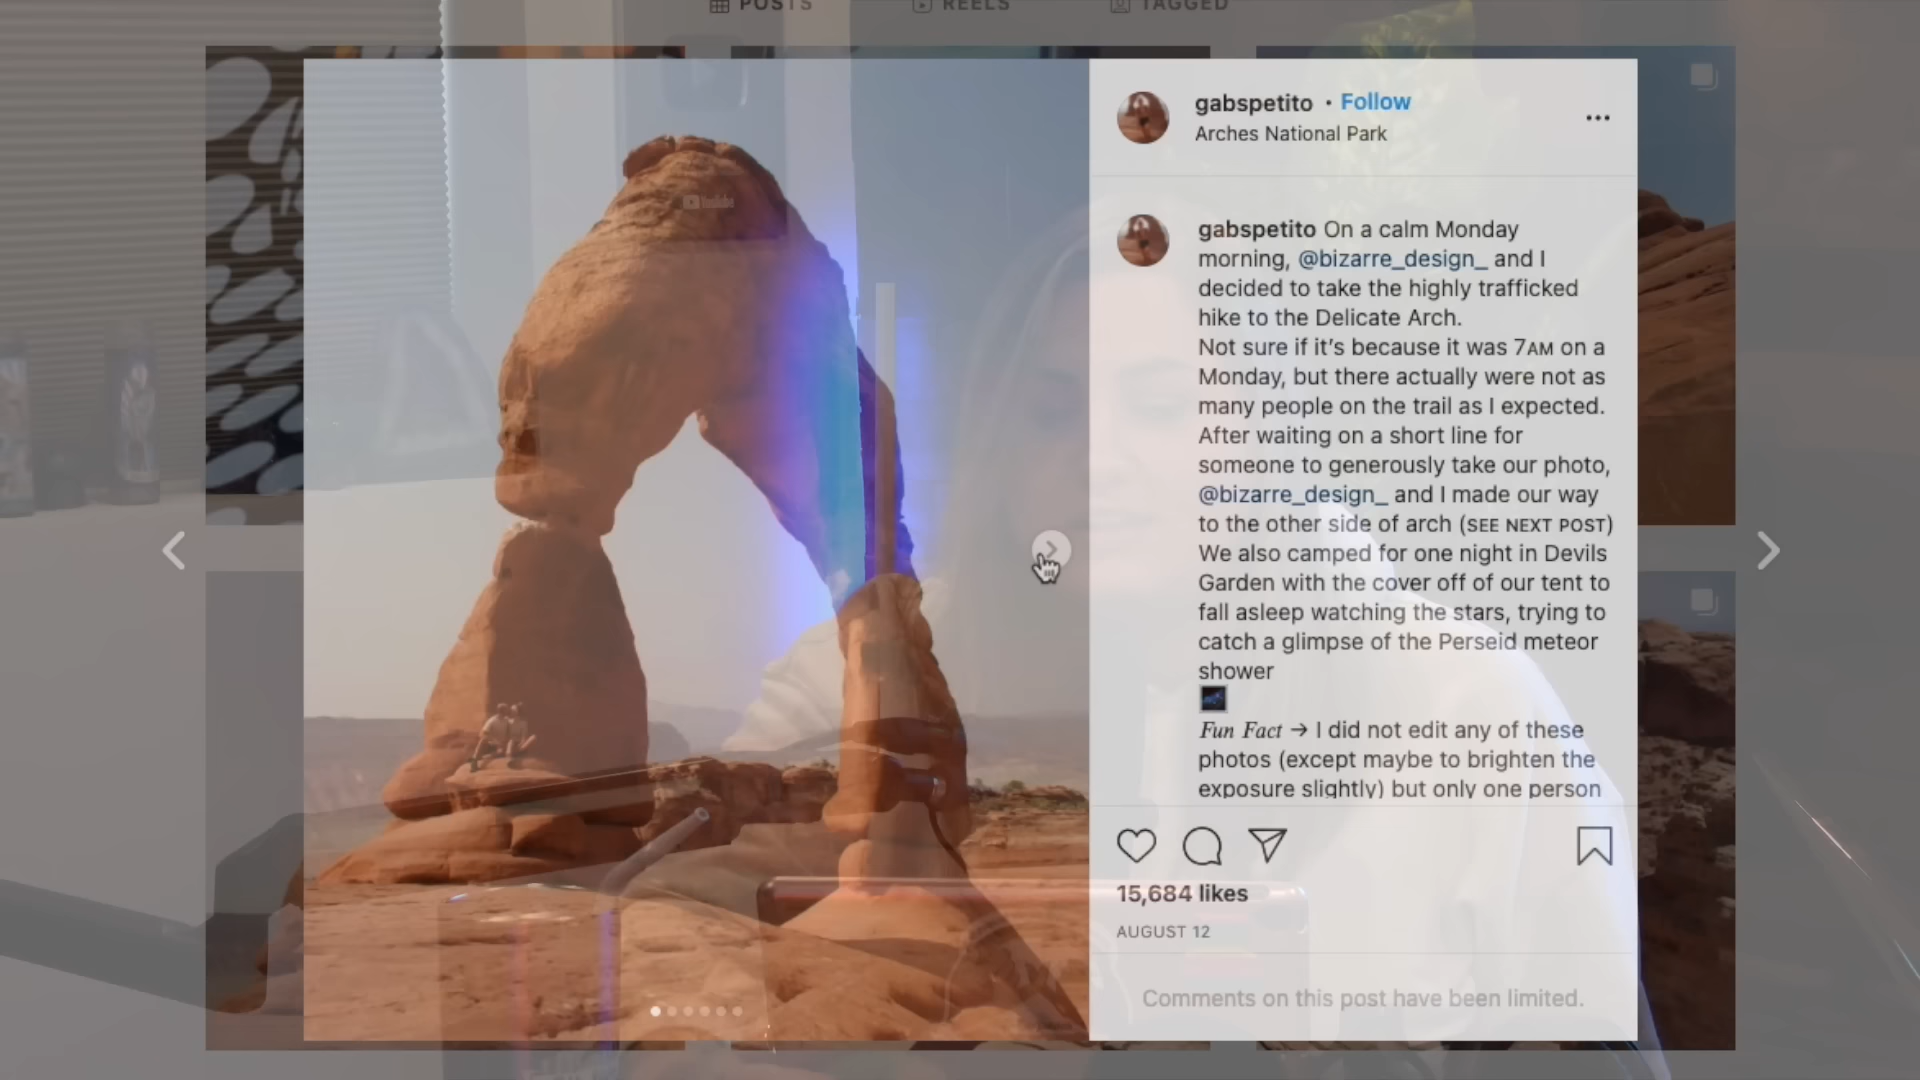 POSTS REELS TAGGED
gabspetito • Follow
Arches National Park
YouTube
gabspetito On a calm Monday
morning, @bizarre_design_ and I
decided to take the highly trafficked
hike to the Delicate Arch.
Not sure if it’s because it was 7AM on a
Monday, but there actually were not as
many people on the trail as I expected.
After waiting on a short line for
someone to generously take our photo,
@bizarre_design_ and I made our way
to the other side of arch (SEE NEXT POST)
We also camped for one night in Devils
Garden with the cover off of our tent to
fall asleep watching the stars, trying to
catch a glimpse of the Perseid meteor
shower
Fun Fact → I did not edit any of these
photos (except maybe to brighten the
exposure slightly) but only one person
15,684 likes
AUGUST 12
Comments on this post have been limited.